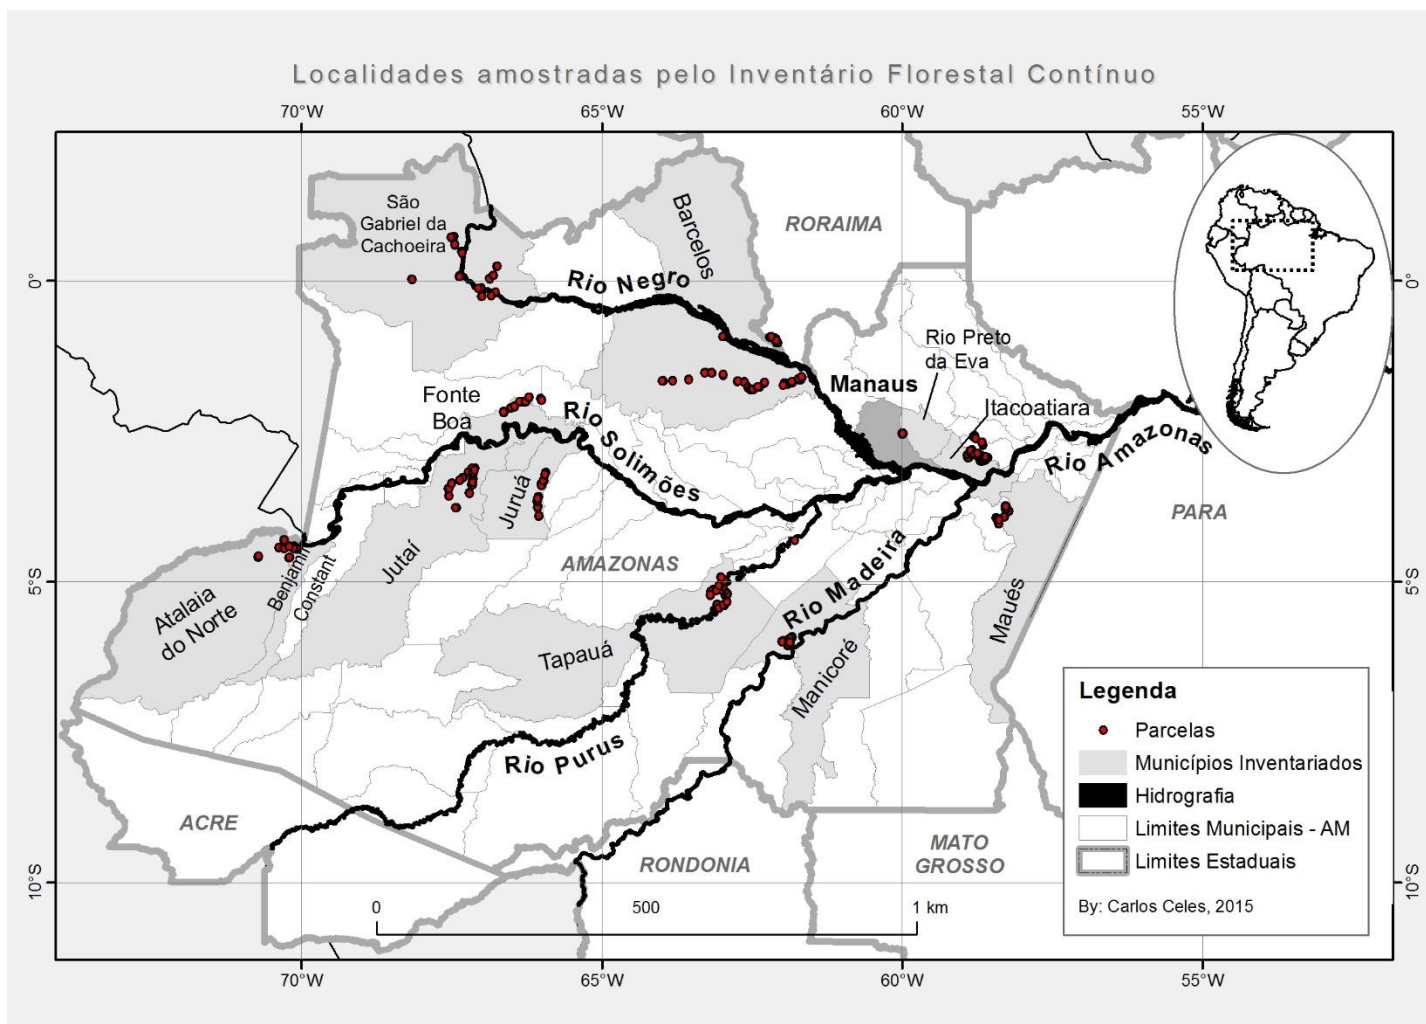 Localidades amostradas pelo Inventário Florestal Contínuo
70°W 65°W 60°W 55°W
0°
5°S
10°S
0°
5°S
10°S
São
Gabriel da
Cachoeira
Barcelos
RORAIMA
Rio Negro
Rio Preto
da Eva
Manaus
Itacoatiara
Fonte
Boa
Rio Solimões
Rio Amazonas
Juruá
Jutaí
PARA
AMAZONAS
Benjamin
Constant
Atalaia
do Norte
Rio Madeira
Maués
Tapauá
Manicoré
Rio Purus
ACRE
RONDONIA
MATO
GROSSO
Legenda
Parcelas
Municípios Inventariados
Hidrografia
Limites Municipais - AM
Limites Estaduais
By: Carlos Celes, 2015
0 500 1 km
70°W 65°W 60°W 55°W